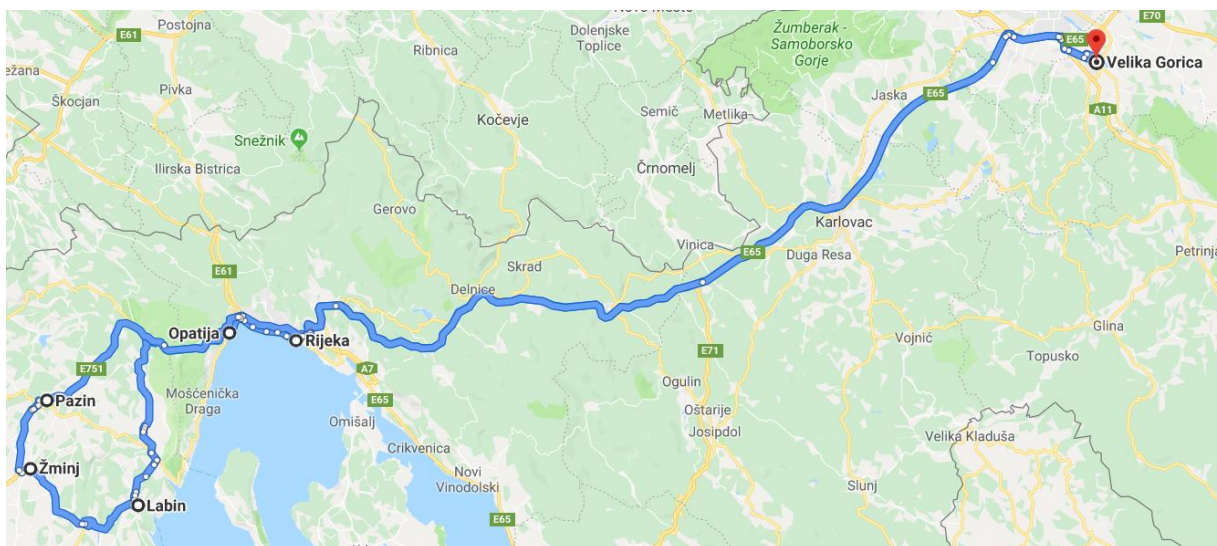 Postojna
E61
Ribnica
Dolenjske
Toplice
Žumberak -
Samoborsko
Gorje
E70
E65
Velika Gorica
ežana
Škocjan
Pivka
Kočevje
Semič
Metlika
Jaska
E65
A11
Snežnik
Ilirska Bistrica
Črnomelj
Gerovo
Karlovac
Petrinja
E61
Skrad
Vinica
E65
Duga Resa
Delnice
Opatija
Rijeka
Glina
Vojnić
E751
A7
E71
Topusko
Pazin
Mošćenička
Draga
Ogulin
E65
Omišalj
Oštarije
Crikvenica
Josipdol
Velika Kladuša
Žminj
Novi
Vinodolski
Labin
Slunj
E65